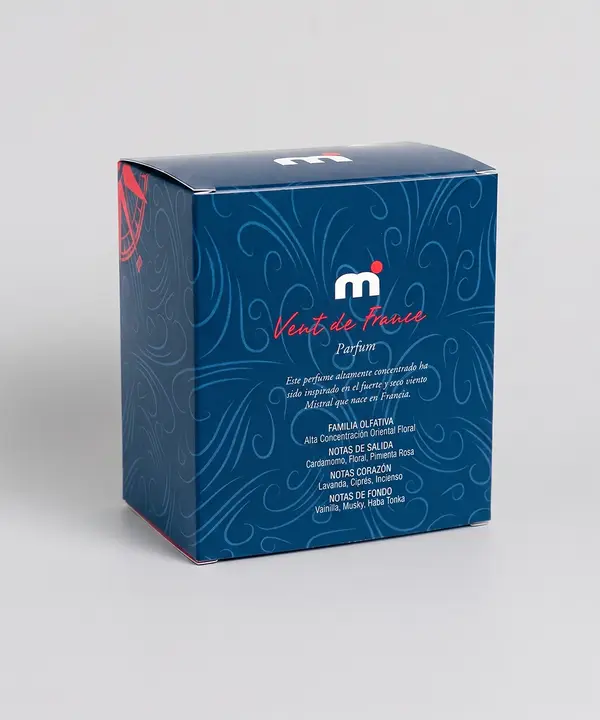 m
m
Vent de France
Parfum
Este perfume altamente concentrado ha
sido inspirado en el fuerte y seco viento
Mistral que nace en Francia.
FAMILIA OLFATIVA
Alta Concentración Oriental Floral
NOTAS DE SALIDA
Cardamomo, Floral, Pimienta Rosa
NOTAS CORAZÓN
Lavanda, Ciprés, Incienso
NOTAS DE FONDO
Vainilla, Musky, Haba Tonka